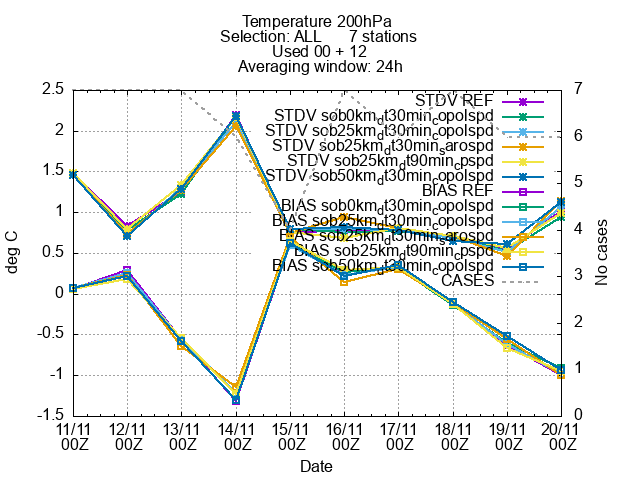 Temperature 200hPa
Selection: ALL 7 stations
Used 00 + 12
Averaging window: 24h
2.5
2
1.5
1
0.5
0
-0.5
-1
-1.5
deg C
7
6
5
4
3
2
1
0
No cases
STDV REF
STDV sob0km_dt30min_copolspd
STDV sob25km_dt30min_copolspd
STDV sob25km_dt30min_sarospd
STDV sob25km_dt90min_cpspd
STDV sob50km_dt30min_copolspd
BIAS REF
BIAS sob0km_dt30min_copolspd
BIAS sob25km_dt30min_copolspd
BIAS sob25km_dt30min_sarospd
BIAS sob25km_dt90min_cpspd
BIAS sob50km_dt30min_copolspd
CASES
11/11 12/11 13/11 14/11 15/11 16/11 17/11 18/11 19/11 20/11
00Z 00Z 00Z 00Z 00Z 00Z 00Z 00Z 00Z 00Z
Date